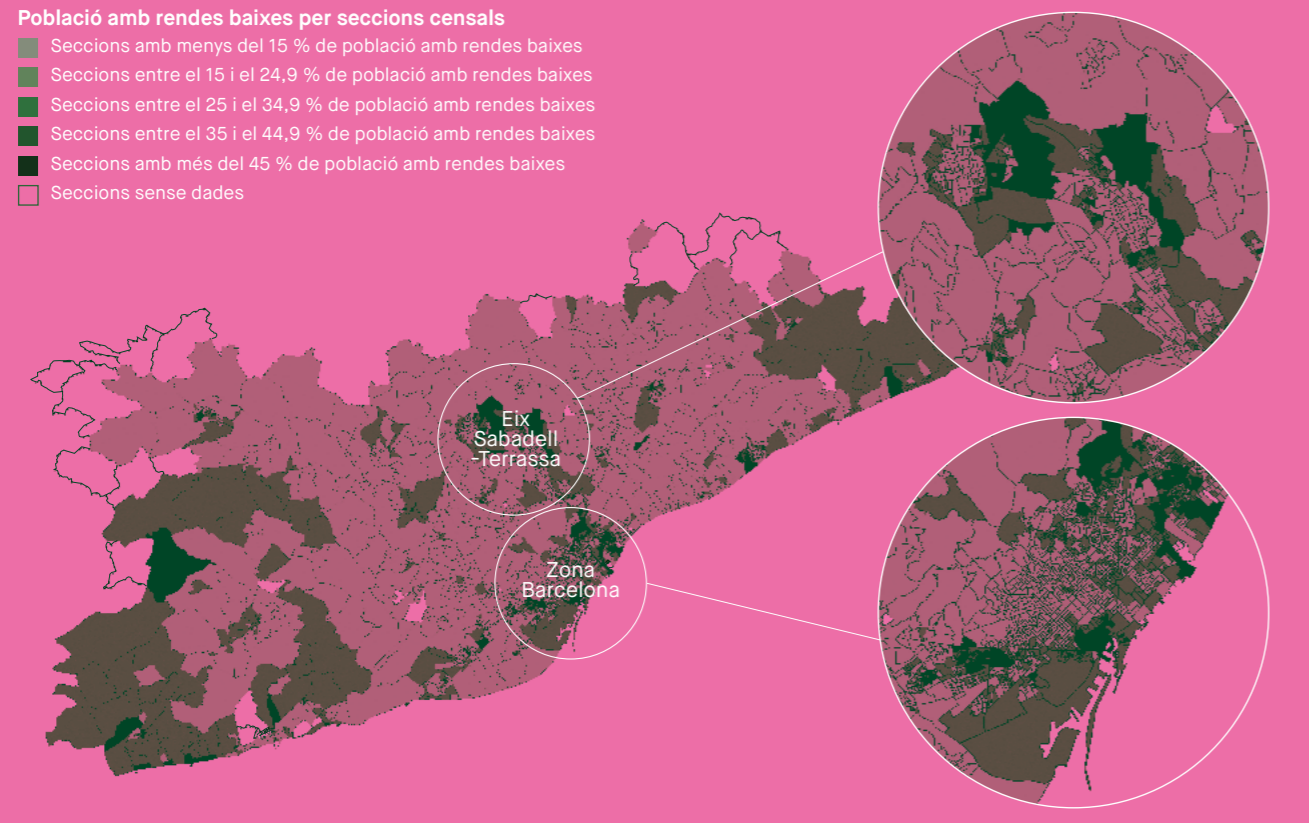 Població amb rendes baixes per seccions censals
Seccions amb menys del 15 % de població amb rendes baixes
Seccions entre el 15 i el 24,9 % de població amb rendes baixes
Seccions entre el 25 i el 34,9 % de població amb rendes baixes
Seccions entre el 35 i el 44,9 % de població amb rendes baixes
Seccions amb més del 45 % de població amb rendes baixes
Seccions sense dades
Eix
Sabadell
-Terrassa
Zona
Barcelona